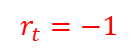 r_t = −1